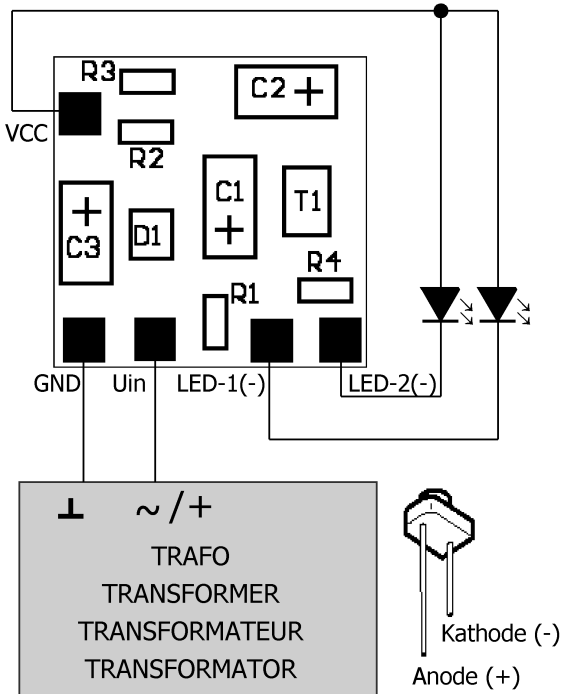 R3
C2 +
VCC
R2
C1
+
T1
+
C3
D1
R4
R1
GND
Uin
LED-1(-)
LED-2(-)
⊥
~/+
TRAFO
TRANSFORMER
TRANSFORMATEUR
TRANSFORMATOR
Kathode (-)
Anode (+)